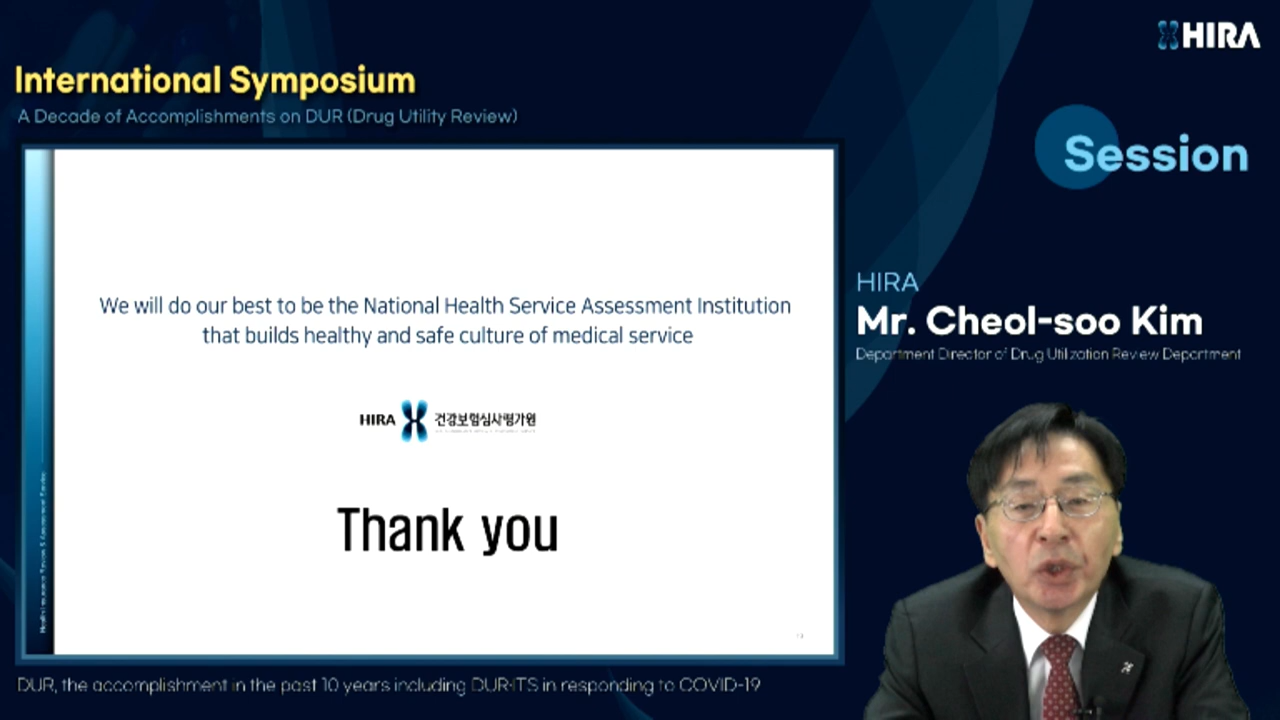 HIRA
International Symposium
A Decade of Accomplishments on DUR (Drug Utility Review)
Session
We will do our best to be the National Health Service Assessment Institution
that builds healthy and safe culture of medical service
HIRA 건강보험심사평가원
Thank you
HIRA
Mr. Cheol-soo Kim
Department Director of Drug Utilization Review Department
DUR, the accomplishment in the past 10 years including DUR·ITS in responding to COVID-19